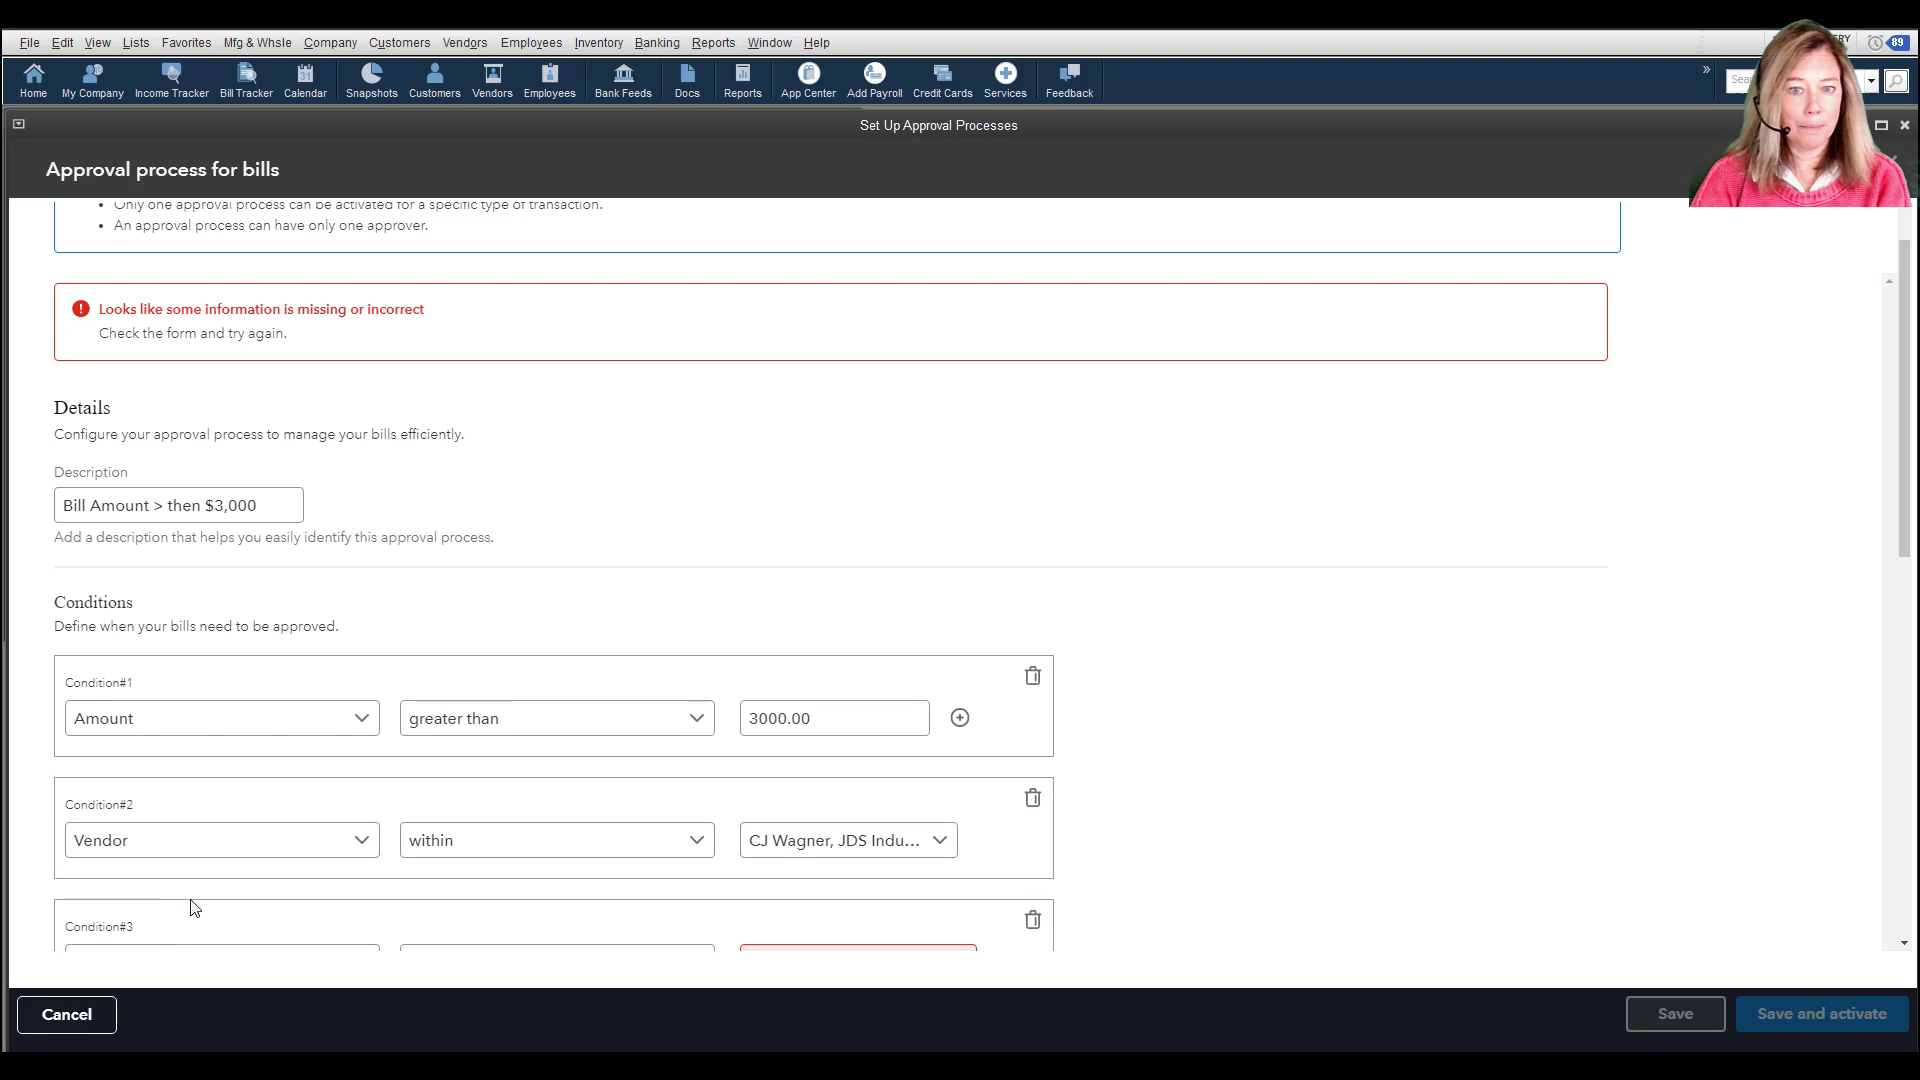 File Edit View Lists Favorites Mfg & Whsle Company Customers Vendors Employees Inventory Banking Reports Window Help
89
Home My Company Income Tracker Bill Tracker Calendar Snapshots Customers Vendors Employees Bank Feeds Docs Reports App Center Add Payroll Credit Cards Services Feedback
31
Set Up Approval Processes
Approval process for bills
• Only one approval process can be activated for a specific type of transaction.
• An approval process can have only one approver.
Looks like some information is missing or incorrect
Check the form and try again.
Details
Configure your approval process to manage your bills efficiently.
Description
Bill Amount > then $3,000
Add a description that helps you easily identify this approval process.
Conditions
Define when your bills need to be approved.
Condition#1
Amount greater than 3000.00
Condition#2
Vendor within CJ Wagner, JDS Indu...
Condition#3
Cancel Save Save and activate